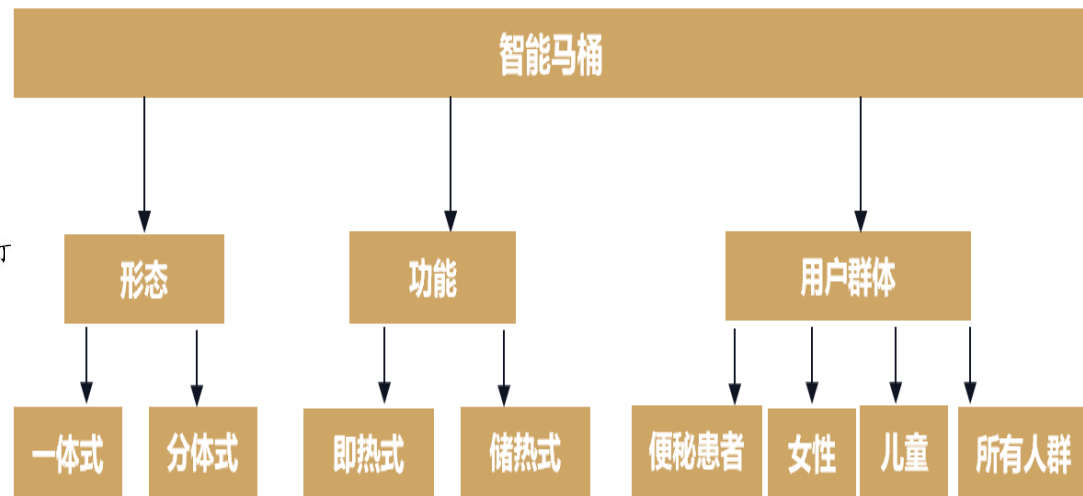 智能马桶
形态
功能
用户群体
一体式
分体式
即热式
储热式
便秘患者
女性
儿童
所有人群